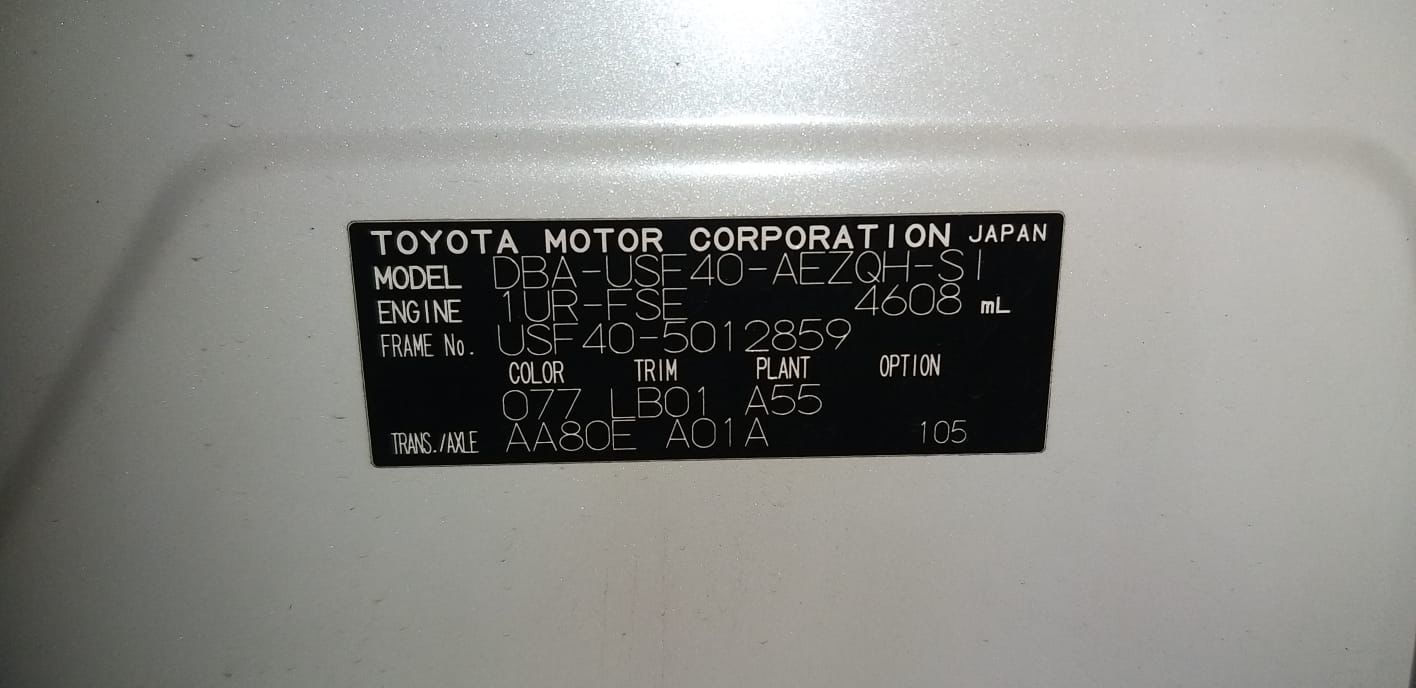 TOYOTA MOTOR CORPORATION JAPAN
MODEL DBA-USF40-AEZQH-SI
ENGINE 1UR-FSE 4608 mL
FRAME No. USF40-5012859
COLOR TRIM PLANT OPTION
077 LB01 A55
TRANS./AXLE AA80E A01A 105